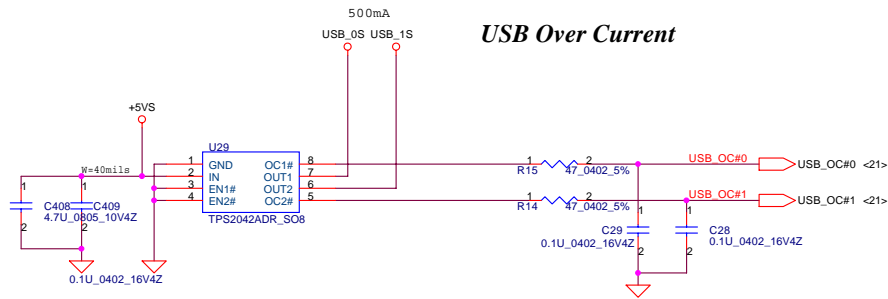 500mA
USB_0S USB_1S
USB Over Current
+5VS
U29
W=40mils
1 GND OC1# 8
2 IN OUT1 7
3 EN1# OUT2 6
4 EN2# OC2# 5
TPS2042ADR_SO8
1 2
R15 47_0402_5%
USB_OC#0
USB_OC#0 <21>
1 2
R14 47_0402_5%
USB_OC#1
USB_OC#1 <21>
1 1
C408 C409
4.7U_0805_10V4Z
2 2
0.1U_0402_16V4Z
1 1
C29 C28
0.1U_0402_16V4Z 0.1U_0402_16V4Z
2 2